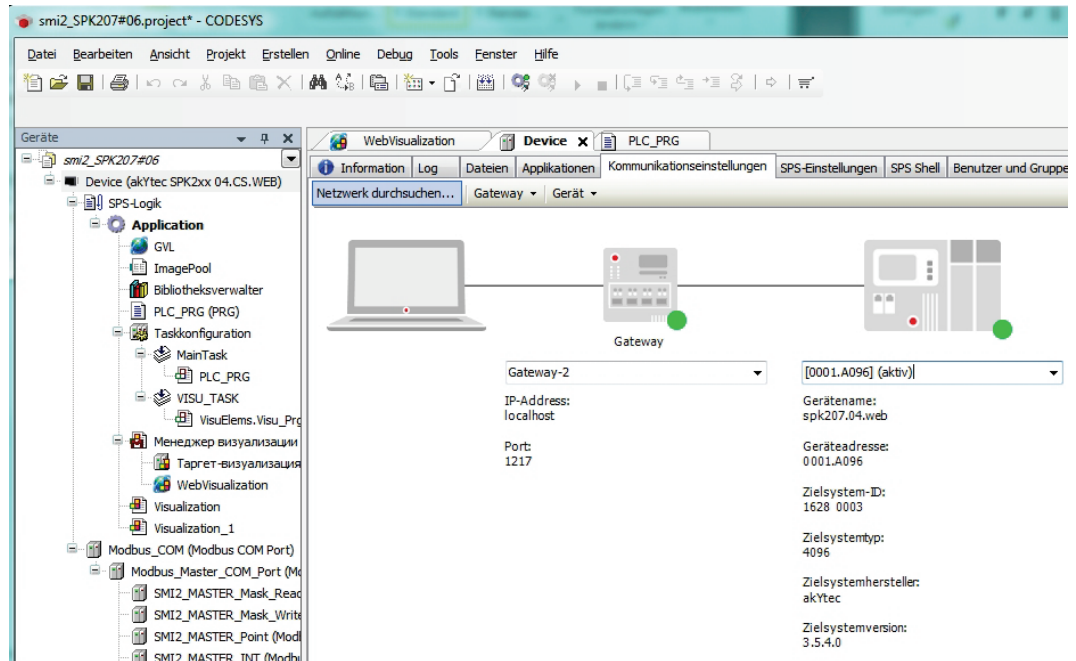 smi2_SPK207#06.project* - CODESYS
Datei Bearbeiten Ansicht Projekt Erstellen Online Debug Tools Fenster Hilfe
Geräte
smi2_SPK207#06
Device (akYtec SPK2xx 04.CS.WEB)
SPS-Logik
Application
GVL
ImagePool
Bibliotheksverwalter
PLC_PRG (PRG)
Taskkonfiguration
MainTask
PLC_PRG
VISU_TASK
VisuElems.Visu_Prg
Менеджер визуализации
Таргет-визуализация
WebVisualization
Visualization
Visualization_1
Modbus_COM (Modbus COM Port)
Modbus_Master_COM_Port (Mo
SMI2_MASTER_Mask_Read
SMI2_MASTER_Mask_Write
SMI2_MASTER_Point (Modb
SMI2_MASTER_INT (Modbu
WebVisualization Device PLC_PRG
Information Log Dateien Applikationen Kommunikationseinstellungen SPS-Einstellungen SPS Shell Benutzer und Gruppe
Netzwerk durchsuchen... Gateway Gerät
Gateway
Gateway-2
IP-Address:
localhost
Port:
1217
[0001.A096] (aktiv)
Gerätename:
spk207.04.web
Geräteadresse:
0001.A096
Zielsystem-ID:
1628 0003
Zielsystemtyp:
4096
Zielsystemhersteller:
akYtec
Zielsystemversion:
3.5.4.0